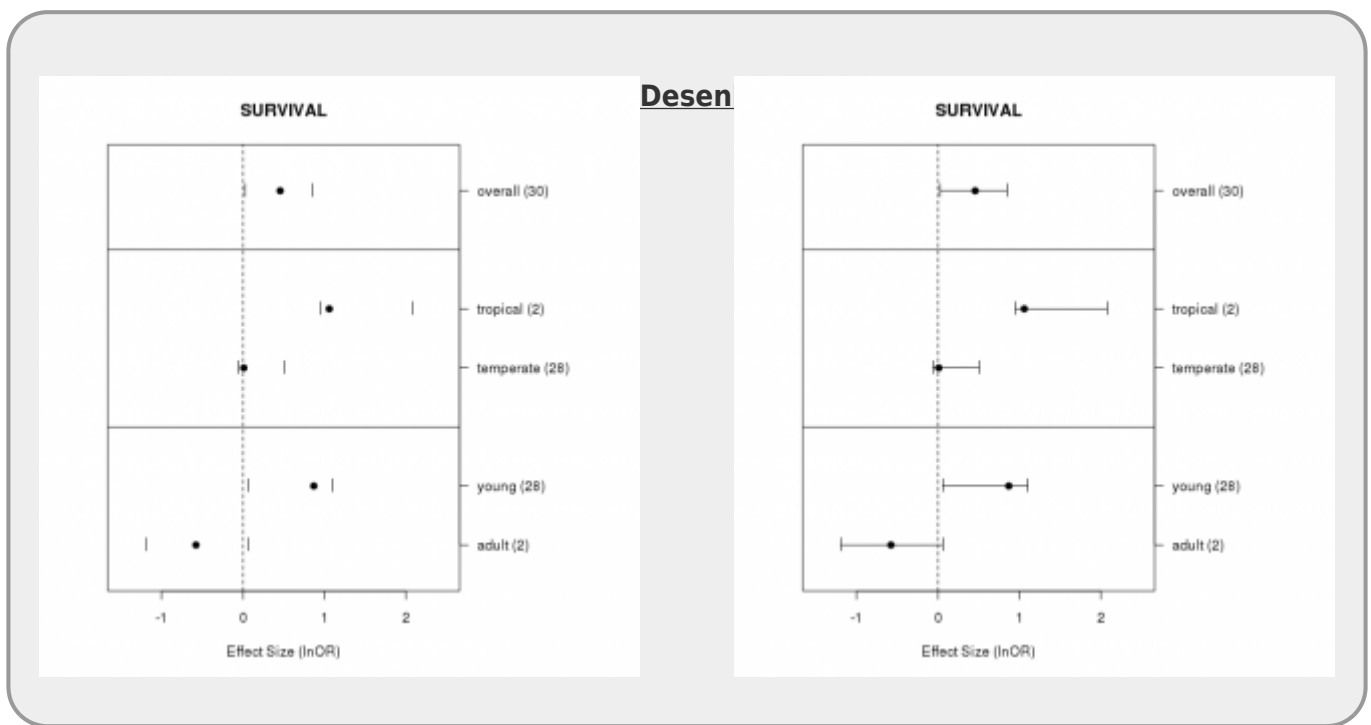 Desen
SURVIVAL
overall (30)
tropical (2)
temperate (28)
young (28)
adult (2)
-1 0 1 2
Effect Size (lnOR)
SURVIVAL
overall (30)
tropical (2)
temperate (28)
young (28)
adult (2)
-1 0 1 2
Effect Size (lnOR)